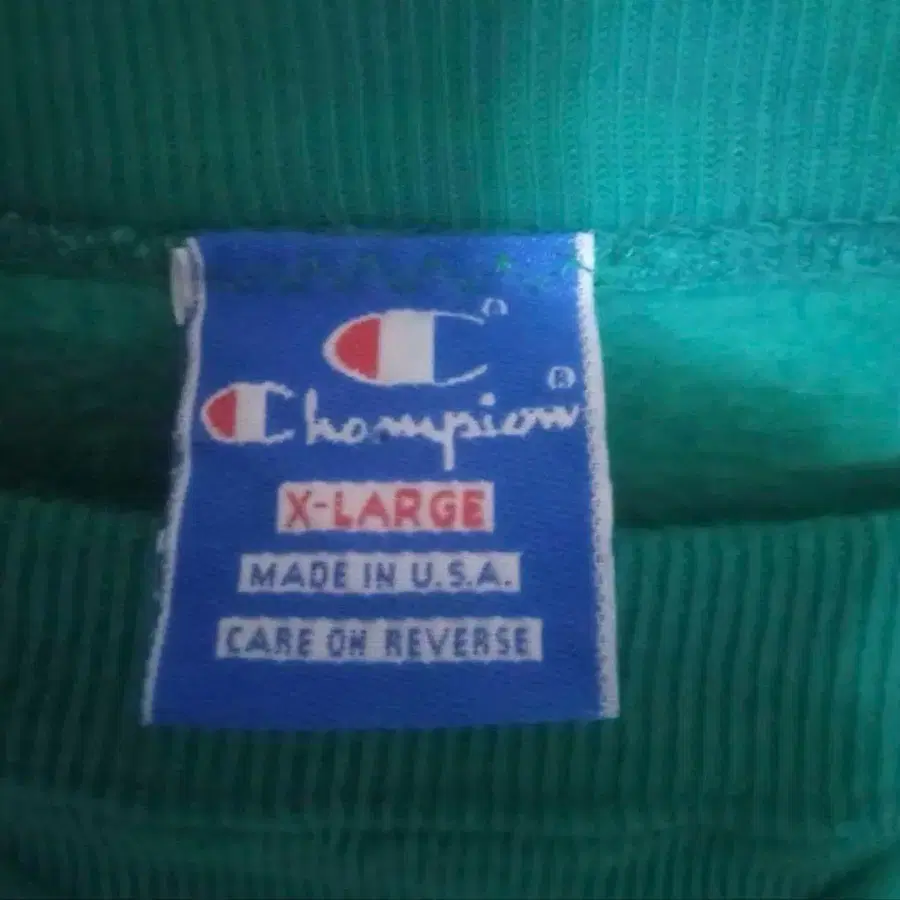 Champion®
X-LARGE
MADE IN U.S.A.
CARE ON REVERSE